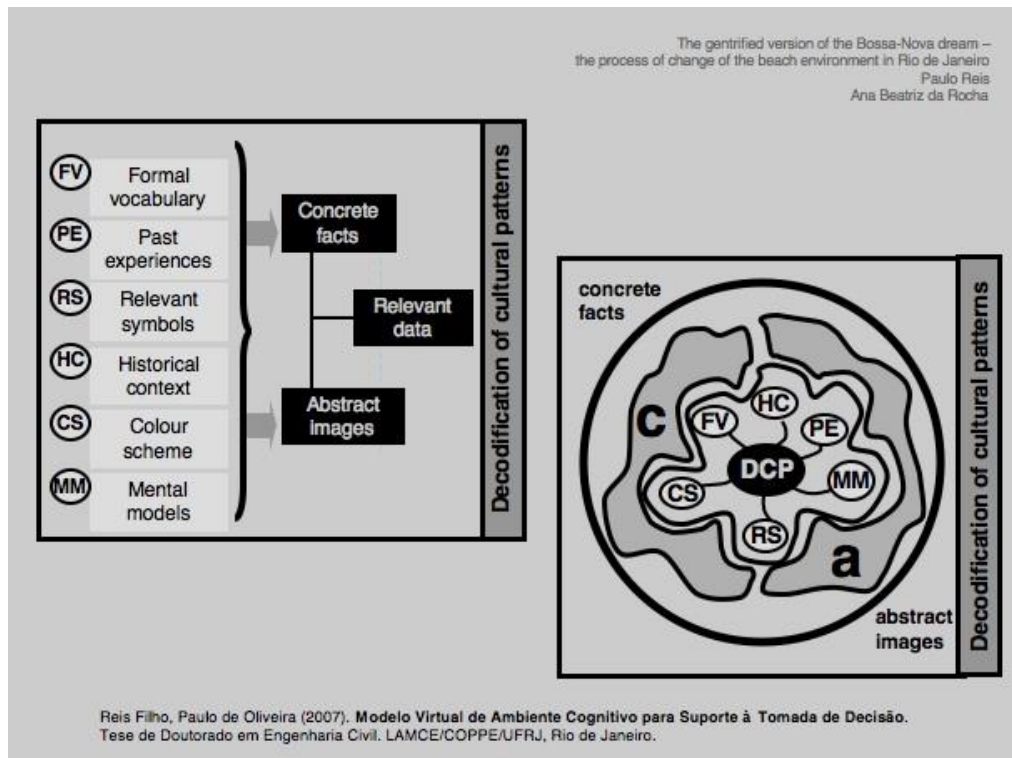 The gentrified version of the Bossa-Nova dream –
the process of change of the beach environment in Rio de Janeiro
Paulo Reis
Ana Beatriz da Rocha
FV
Formal
vocabulary
PE
Past
experiences
RS
Relevant
symbols
HC
Historical
context
CS
Colour
scheme
MM
Mental
models
Concrete
facts
Relevant
data
Abstract
images
Decodification of cultural patterns
concrete
facts
c
HC
FV
PE
DCP
CS
MM
RS
a
abstract
images
Decodification of cultural patterns
Reis Filho, Paulo de Oliveira (2007). Modelo Virtual de Ambiente Cognitivo para Suporte à Tomada de Decisão.
Tese de Doutorado em Engenharia Civil. LAMCE/COPPE/UFRJ, Rio de Janeiro.